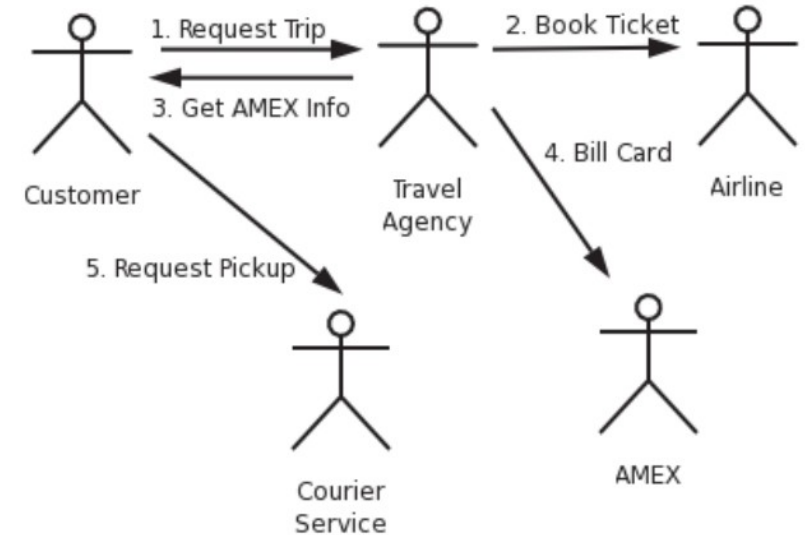 1. Request Trip
2. Book Ticket
3. Get AMEX Info
4. Bill Card
Customer
Travel
Agency
Airline
5. Request Pickup
AMEX
Courier
Service